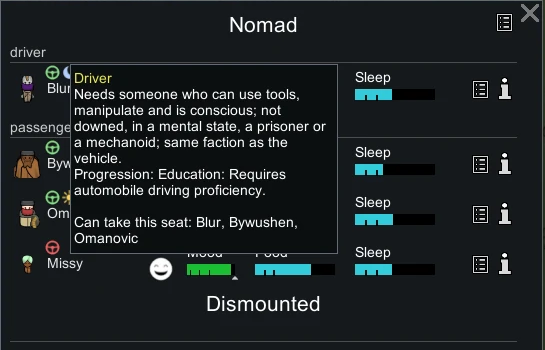 Nomad
driver
Blur
Sleep
Driver
Needs someone who can use tools,
manipulate and is conscious; not
downed, in a mental state, a prisoner or
a mechanoid; same faction as the
vehicle.
Progression: Education: Requires
automobile driving proficiency.
Can take this seat: Blur, Bywushen,
Omanovic
passenge
Byw
Sleep
Om
Sleep
Missy
Mood
Food
Sleep
Dismounted